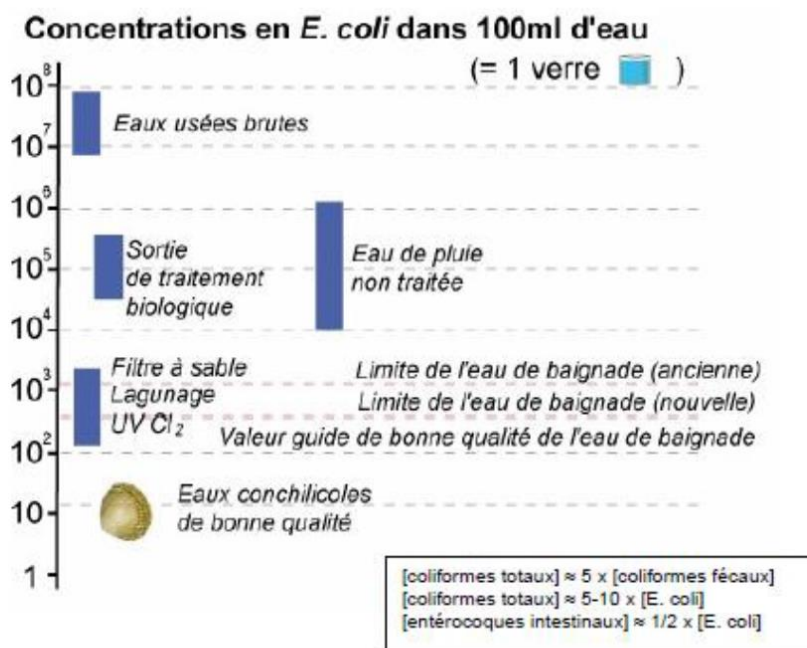 Concentrations en E. coli dans 100ml d'eau
(= 1 verre )
10⁸
Eaux usées brutes
10⁷
10⁶
Sortie
de traitement
biologique
Eau de pluie
non traitée
10⁵
10⁴
Filtre à sable
Lagunage
UV Cl₂
Limite de l'eau de baignade (ancienne)
10³
Limite de l'eau de baignade (nouvelle)
Valeur guide de bonne qualité de l'eau de baignade
10²
Eaux conchilicoles
de bonne qualité
10
1
[coliformes totaux] ≈ 5 x [coliformes fécaux]
[coliformes totaux] ≈ 5-10 x [E. coli]
[entérocoques intestinaux] ≈ 1/2 x [E. coli]